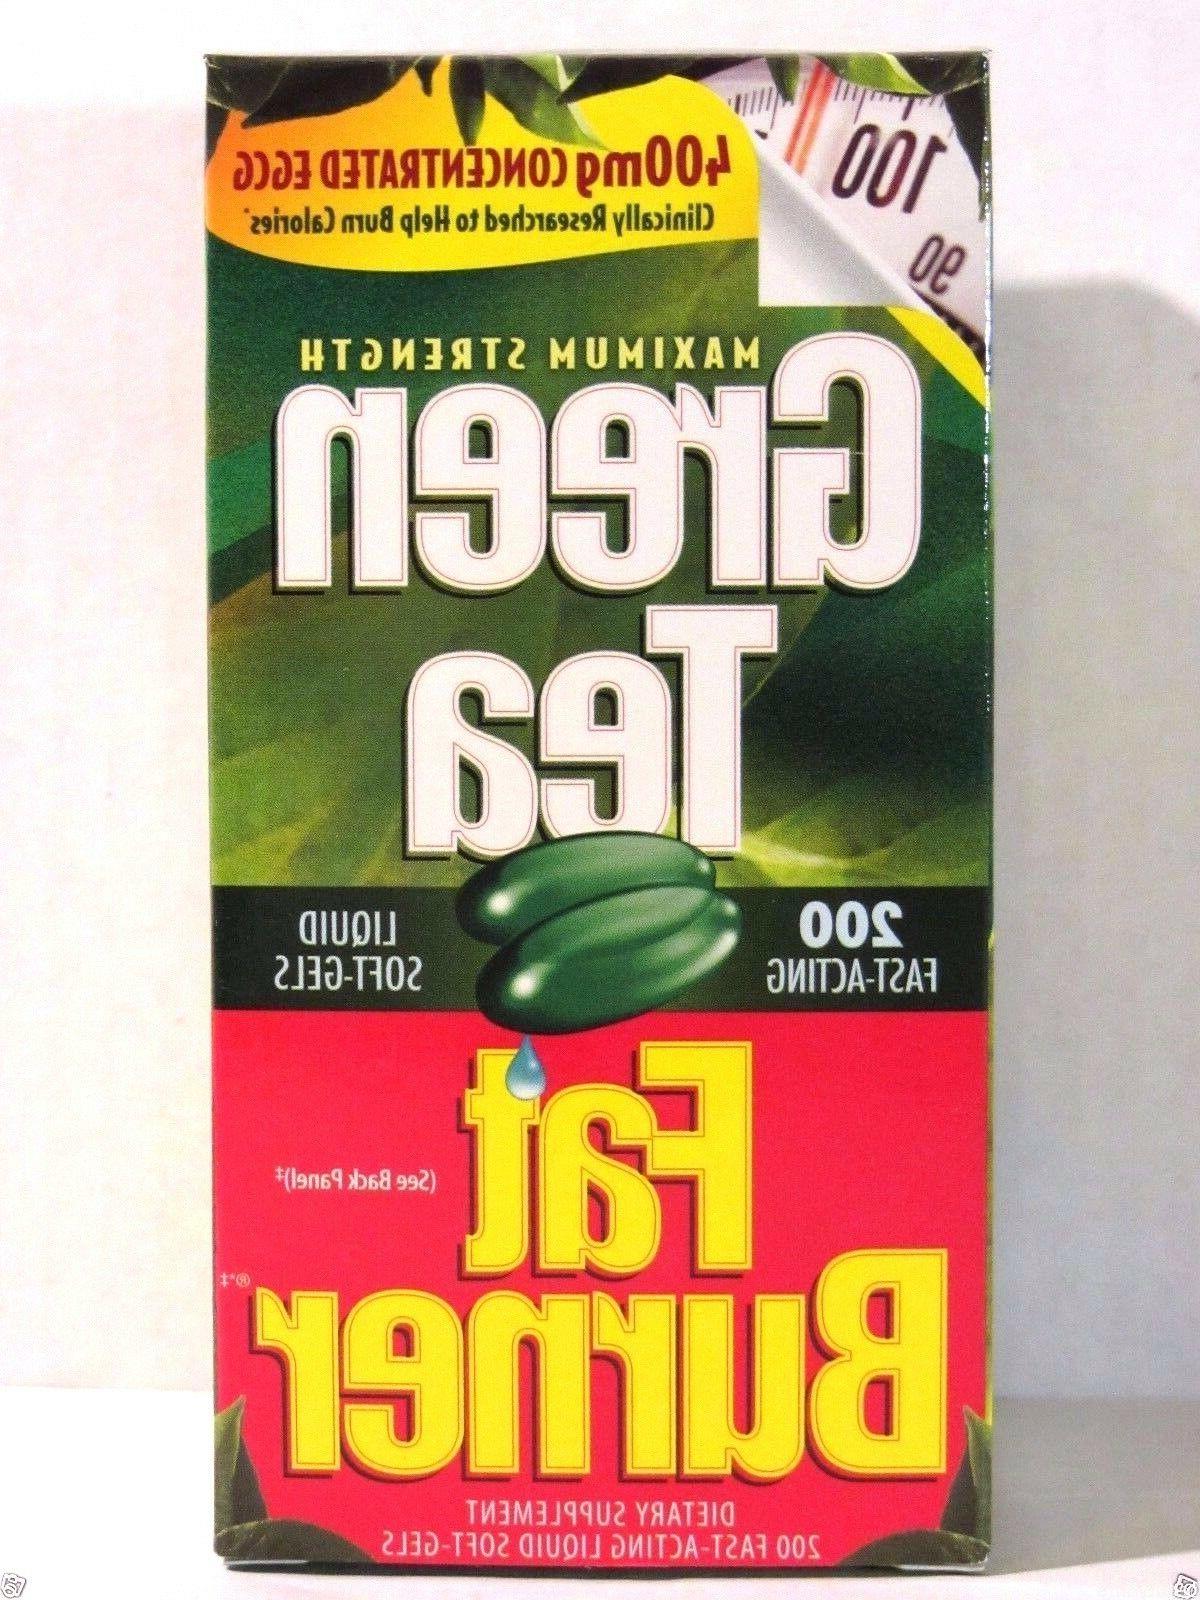 400mg CONCENTRATED EGCG
Clinically Researched to Help Burn Calories*
100
90
MAXIMUM STRENGTH
Green
Tea
200
FAST-ACTING
LIQUID
SOFT-GELS
Fat
(See Back Panel)‡
Burner®*‡
DIETARY SUPPLEMENT
200 FAST-ACTING LIQUID SOFT-GELS